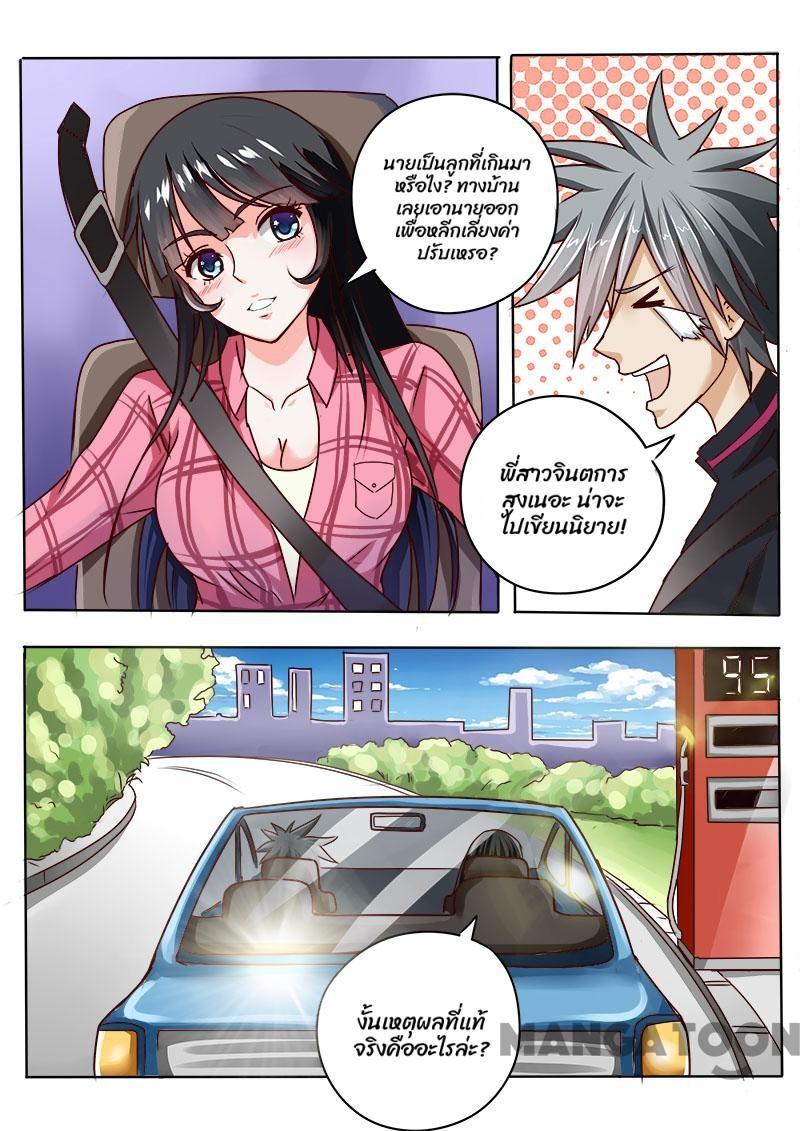 นายเป็นลูกที่เกินมา
หรือไง? ทางบ้าน
เลยเอานายออก
เพื่อหลีกเลี่ยงค่า
ปรับเหรอ?
พี่สาวจินตการ
สูงเนอะ น่าจะ
ไปเขียนนิยาย!
95
งั้นเหตุผลที่แท้
จริงคืออะไรล่ะ?
MANGATOON